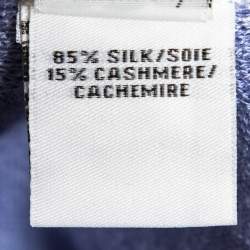 85% SILK/SOIE
15% CASHMERE/
CACHEMIRE